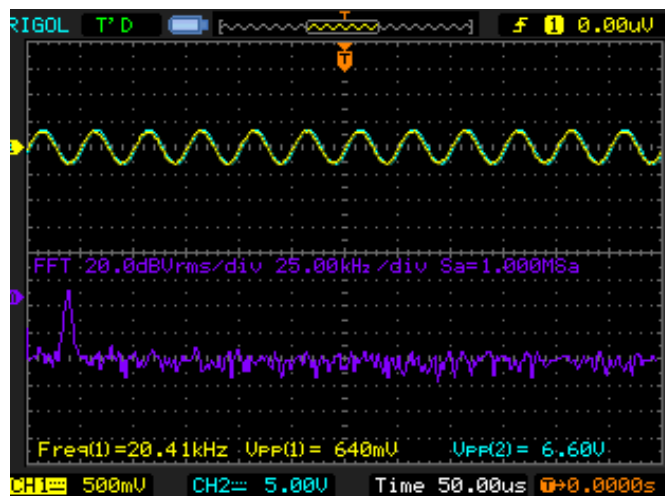 RIGOL T'D T f 1 0.00uV
T
1
FFT 20.0dBVrms/div 25.00kHz/div Sa=1.000MSa
Freq(1)=20.41kHz Vpp(1)= 640mV Vpp(2)= 6.60V
CH1 500mV CH2 5.00V Time 50.00us T→0.0000s